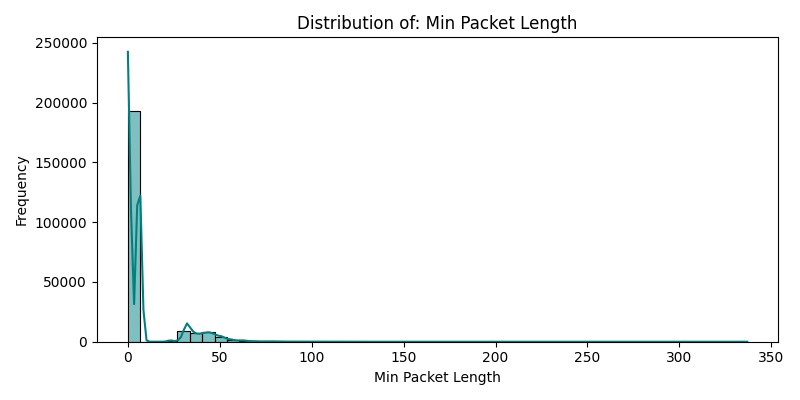 Distribution of: Min Packet Length
250000
200000
150000
100000
50000
0
Frequency
0 50 100 150 200 250 300 350
Min Packet Length